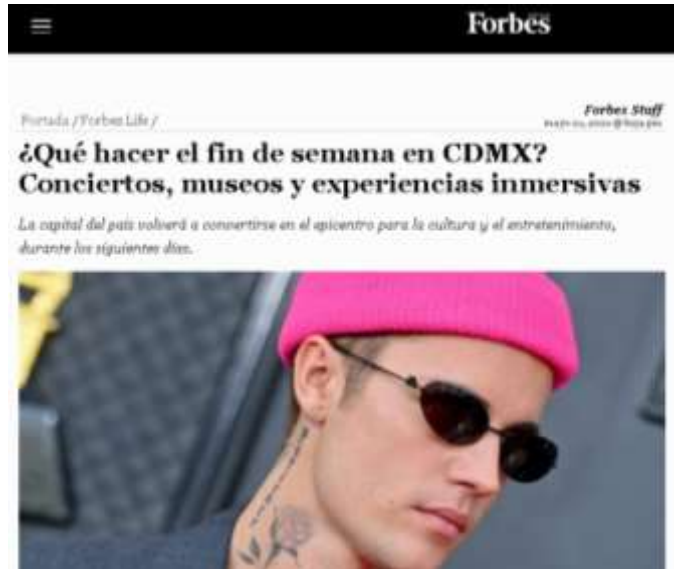 Forbes
Forbes Staff
Portada / Forbes Life /
¿Qué hacer el fin de semana en CDMX?
Conciertos, museos y experiencias inmersivas
La capital del país volverá a convertirse en el epicentro para la cultura y el entretenimiento,
durante los siguientes días.